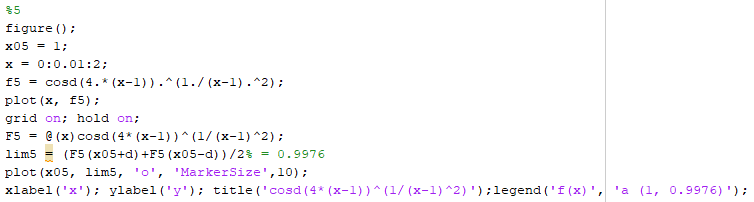 %5
figure();
x05 = 1;
x = 0:0.01:2;
f5 = cosd(4.*(x-1)).^(1./(x-1).^2);
plot(x, f5);
grid on; hold on;
F5 = @(x)cosd(4*(x-1))^(1/(x-1)^2);
lim5 = (F5(x05+d)+F5(x05-d))/2% = 0.9976
plot(x05, lim5, 'o', 'MarkerSize',10);
xlabel('x'); ylabel('y'); title('cosd(4*(x-1))^(1/(x-1)^2)');legend('f(x)', 'a (1, 0.9976)');